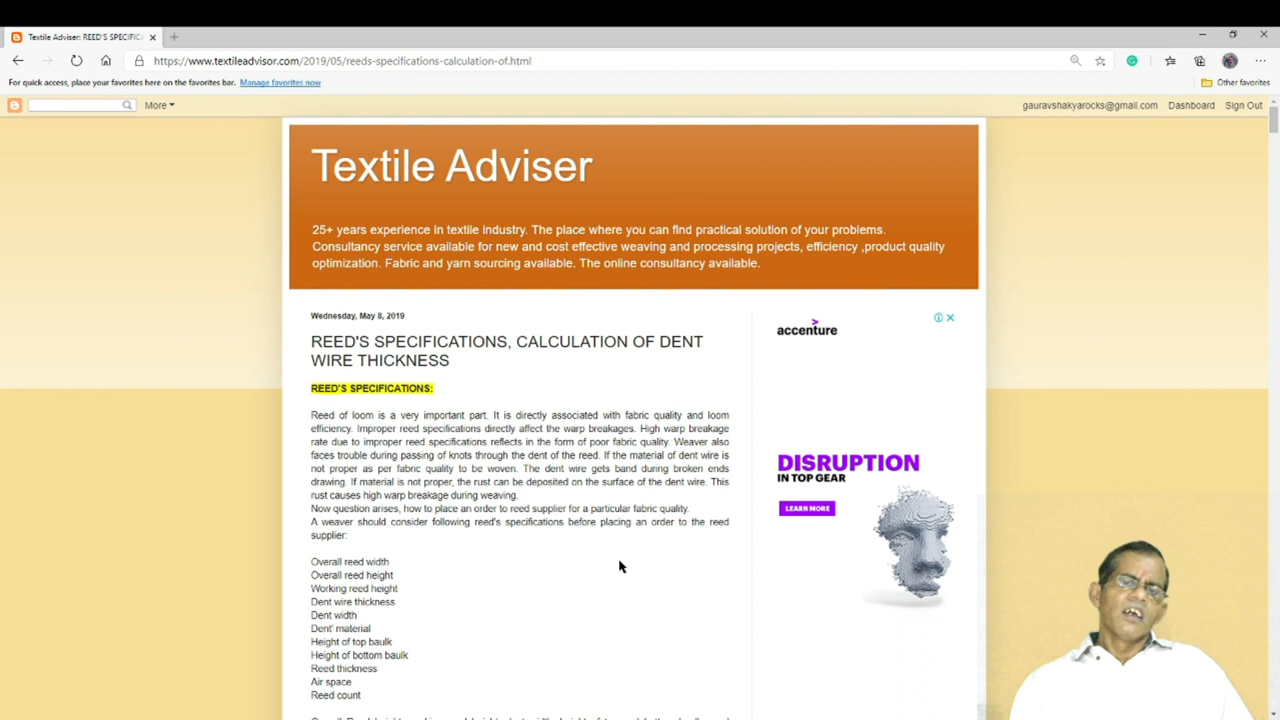 Textile Adviser: REED'S SPECIFIC
https://www.textileadvisor.com/2019/05/reeds-specifications-calculation-of.html
For quick access, place your favorites here on the favorites bar. Manage favorites now
Other favorites
More
gauravshakyarocks@gmail.com Dashboard Sign Out
Textile Adviser
25+ years experience in textile industry. The place where you can find practical solution of your problems.
Consultancy service available for new and cost effective weaving and processing projects, efficiency ,product quality
optimization. Fabric and yarn sourcing available. The online consultancy available.
Wednesday, May 8, 2019
REED'S SPECIFICATIONS, CALCULATION OF DENT
WIRE THICKNESS
REED'S SPECIFICATIONS:
Reed of loom is a very important part. It is directly associated with fabric quality and loom
efficiency. Improper reed specifications directly affect the warp breakages. High warp breakage
rate due to improper reed specifications reflects in the form of poor fabric quality. Weaver also
faces trouble during passing of knots through the dent of the reed. If the material of dent wire is
not proper as per fabric quality to be woven. The dent wire gets band during broken ends
drawing. If material is not proper, the rust can be deposited on the surface of the dent wire. This
rust causes high warp breakage during weaving.
Now question arises, how to place an order to reed supplier for a particular fabric quality.
A weaver should consider following reed's specifications before placing an order to the reed
supplier:
Overall reed width
Overall reed height
Working reed height
Dent wire thickness
Dent width
Dent' material
Height of top baulk
Height of bottom baulk
Reed thickness
Air space
Reed count
accenture
DISRUPTION
IN TOP GEAR
LEARN MORE